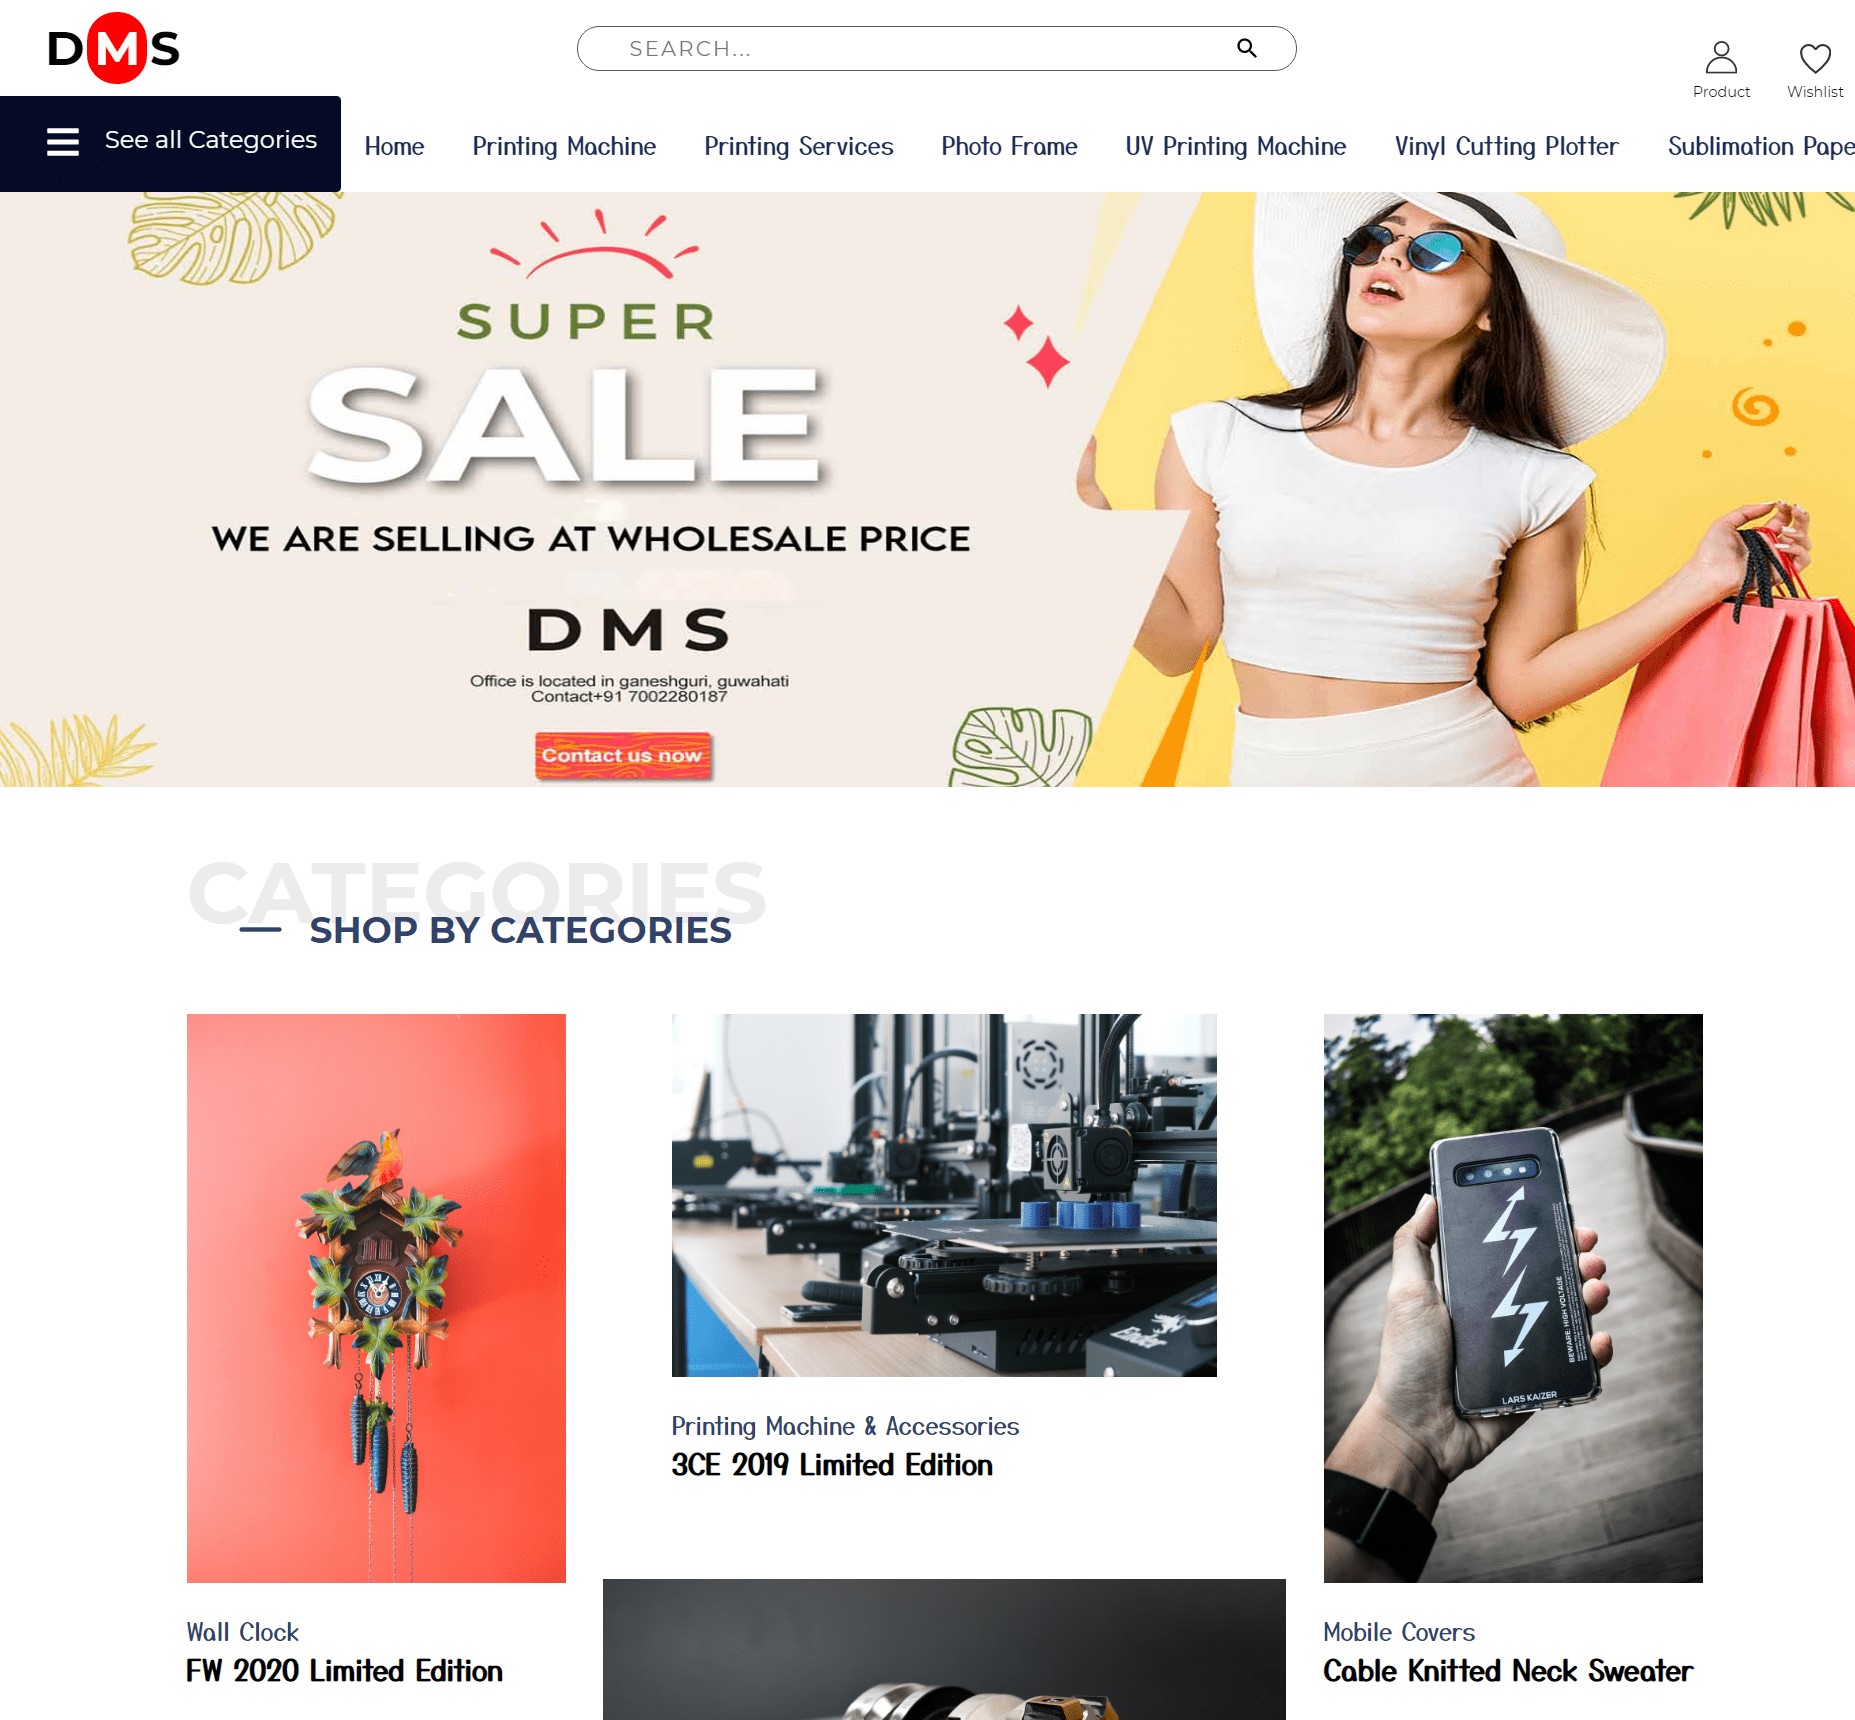 DMS
SEARCH...
Product
Wishlist
See all Categories
Home
Printing Machine
Printing Services
Photo Frame
UV Printing Machine
Vinyl Cutting Plotter
Sublimation Pape
SUPER
SALE
WE ARE SELLING AT WHOLESALE PRICE
DMS
Office is located in ganeshguri, guwahati
Contact+91 7002280187
Contact us now
CATEGORIES
SHOP BY CATEGORIES
Ender
BEWARE: HIGH VOLTAGE
LARS KAIZER
Printing Machine & Accessories
3CE 2019 Limited Edition
Wall Clock
FW 2020 Limited Edition
Mobile Covers
Cable Knitted Neck Sweater